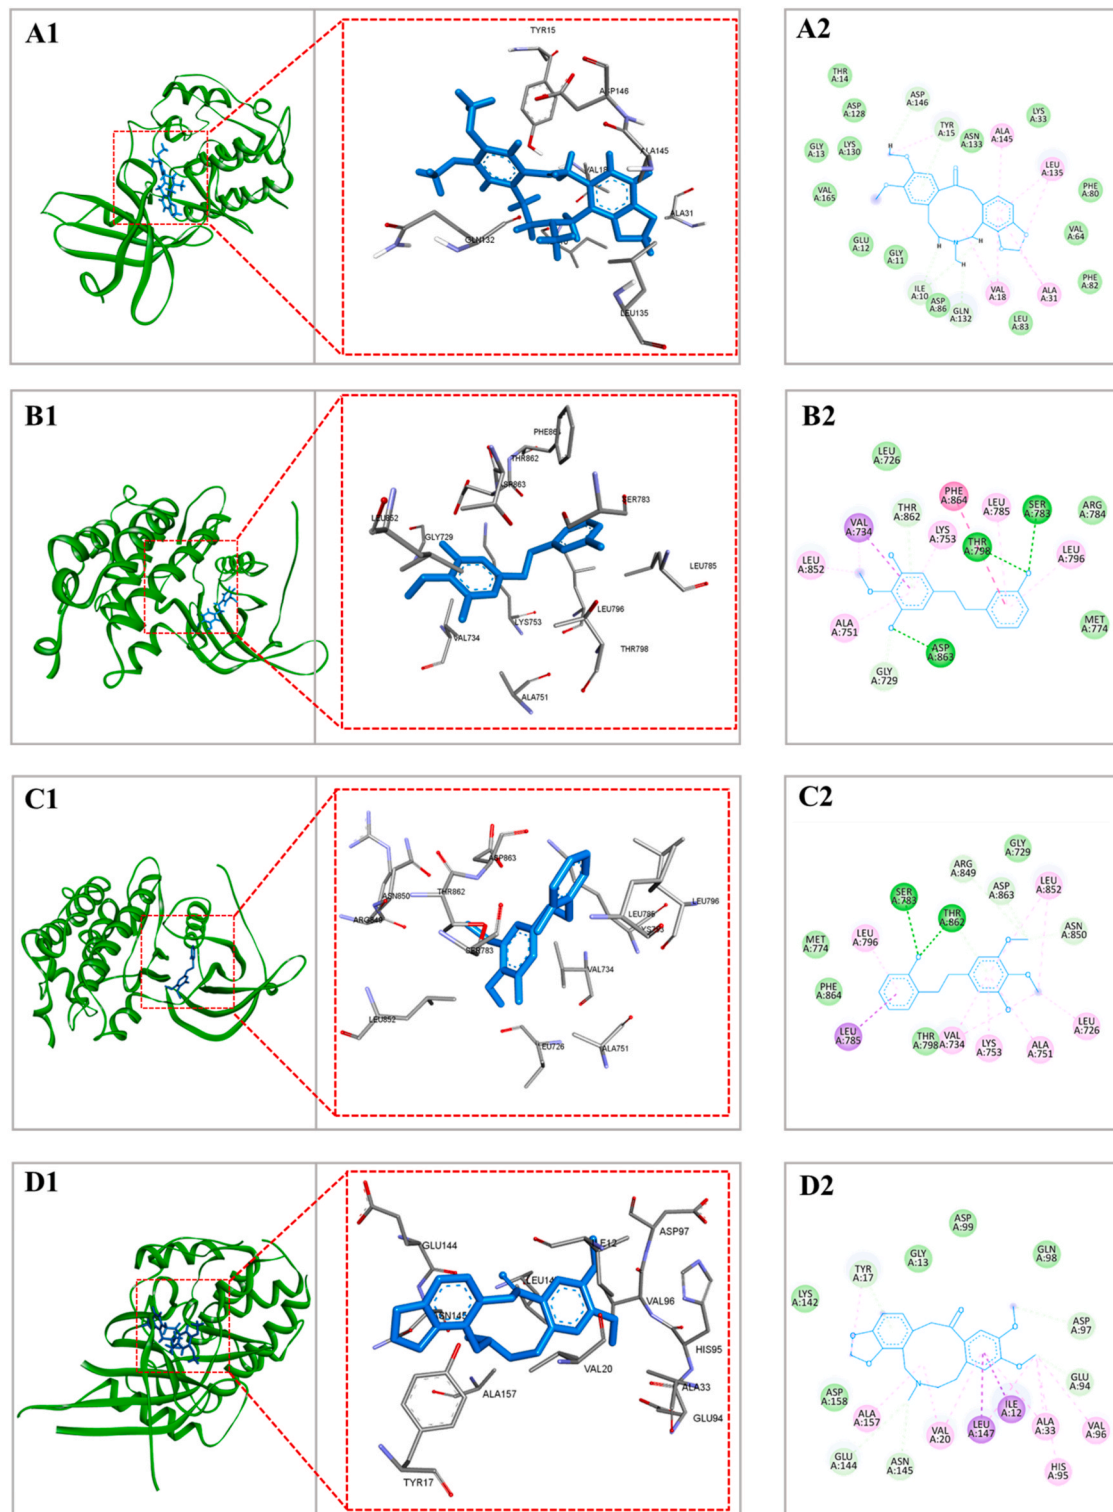 A1
TYR15
ASP146
ALA145
ALA31
GLN132
LEU135
A2
THR
A:14
ASP
A:128
ASP
A:146
TYR
A:15
ASN
A:133
ALA
A:145
LYS
A:33
GLY
A:13
LYS
A:130
LEU
A:135
VAL
A:165
PHE
A:80
GLU
A:12
GLY
A:11
VAL
A:64
ILE
A:10
ASP
A:86
GLN
A:132
VAL
A:18
ALA
A:31
PHE
A:82
LEU
A:83
B1
THR862
SER783
LEU852
GLY729
LEU785
LYS753
LEU796
VAL734
THR798
ALA751
B2
LEU
A:726
THR
A:862
PHE
A:864
LEU
A:785
SER
A:783
ARG
A:784
VAL
A:734
LYS
A:753
THR
A:798
LEU
A:852
LEU
A:796
ALA
A:751
MET
A:774
ASP
A:863
GLY
A:729
C1
ASP863
ASN850
THR862
LEU796
VAL734
LEU852
ALA751
C2
GLY
A:729
ARG
A:849
ASP
A:863
LEU
A:852
SER
A:783
THR
A:862
ASN
A:850
MET
A:774
LEU
A:796
PHE
A:864
LEU
A:785
THR
A:798
VAL
A:734
LYS
A:753
ALA
A:751
LEU
A:726
D1
GLU144
ILE12
ASP97
VAL96
HIS95
VAL20
ALA157
ALA33
GLU94
TYR17
D2
ASP
A:99
GLY
A:13
GLN
A:98
TYR
A:17
LYS
A:142
ASP
A:97
GLU
A:94
ASP
A:158
ALA
A:157
VAL
A:20
LEU
A:147
ILE
A:12
ALA
A:33
VAL
A:96
GLU
A:144
ASN
A:145
HIS
A:95